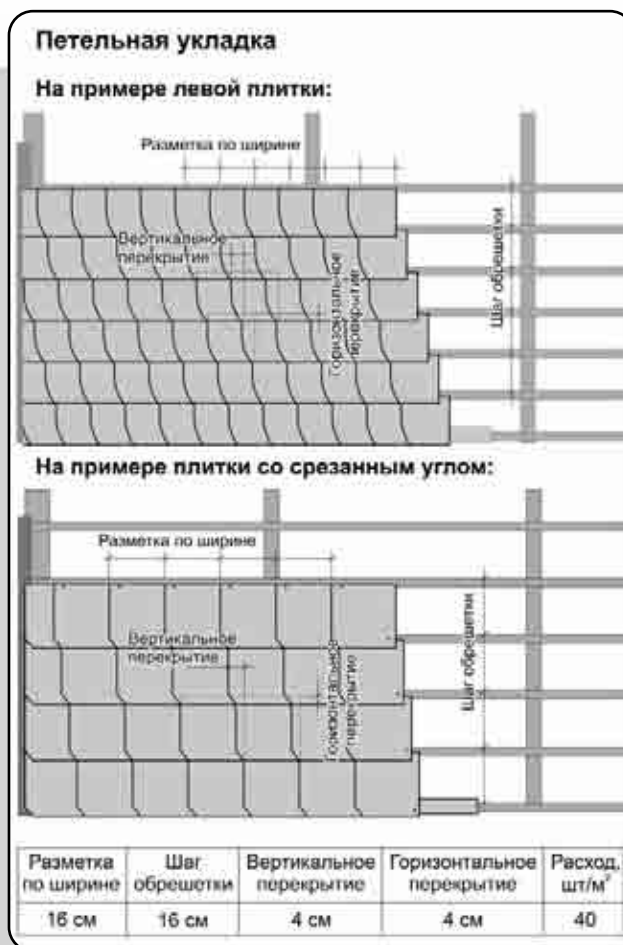 Петельная укладка
На примере левой плитки:
Разметка по ширине
Вертикальное
перекрытие
Горизонтальное
перекрытие
Шаг обрешетки
На примере плитки со срезанным углом:
Разметка по ширине
Вертикальное
перекрытие
Горизонтальное
перекрытие
Шаг обрешетки
Разметка по ширине Шаг обрешетки Вертикальное перекрытие Горизонтальное перекрытие Расход, шт/м²
16 см 16 см 4 см 4 см 40